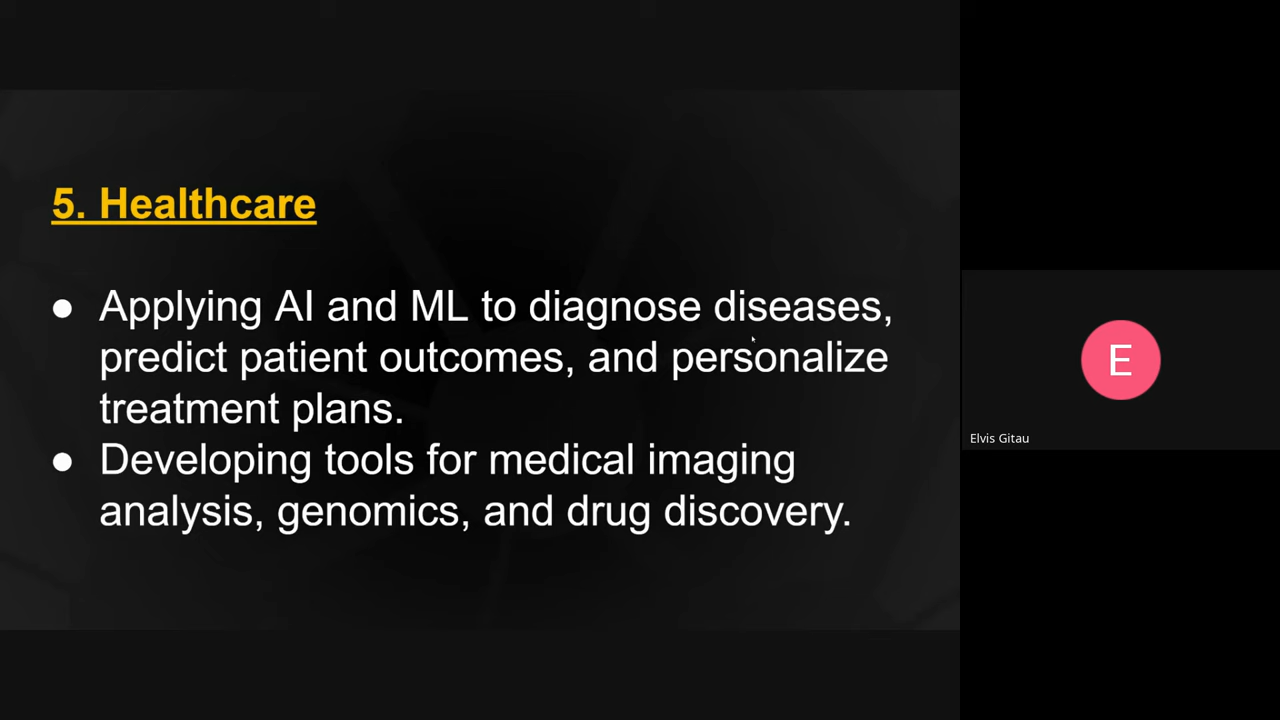 5. Healthcare
● Applying AI and ML to diagnose diseases,
predict patient outcomes, and personalize
treatment plans.
● Developing tools for medical imaging
analysis, genomics, and drug discovery.
E
Elvis Gitau